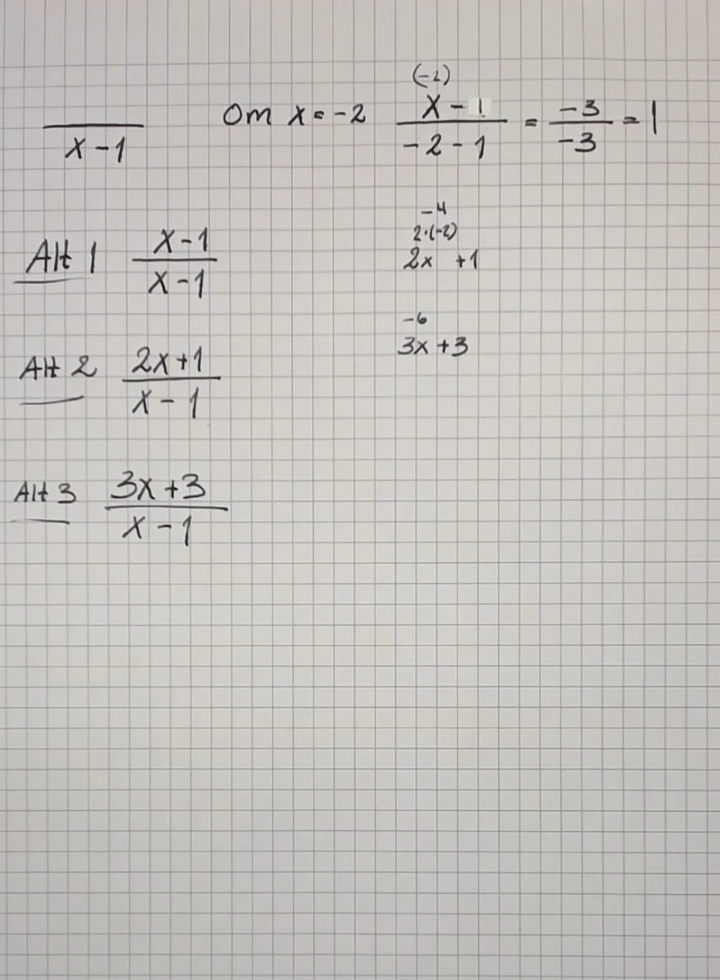 (-2)
/(x-1) Om x = -2 (x-1)/(-2-1) = (-3)/(-3) = 1
-4
2·(-2)
2x +1
Alt 1 (x-1)/(x-1)
-6
3x+3
Alt 2 (2x+1)/(x-1)
Alt 3 (3x+3)/(x-1)